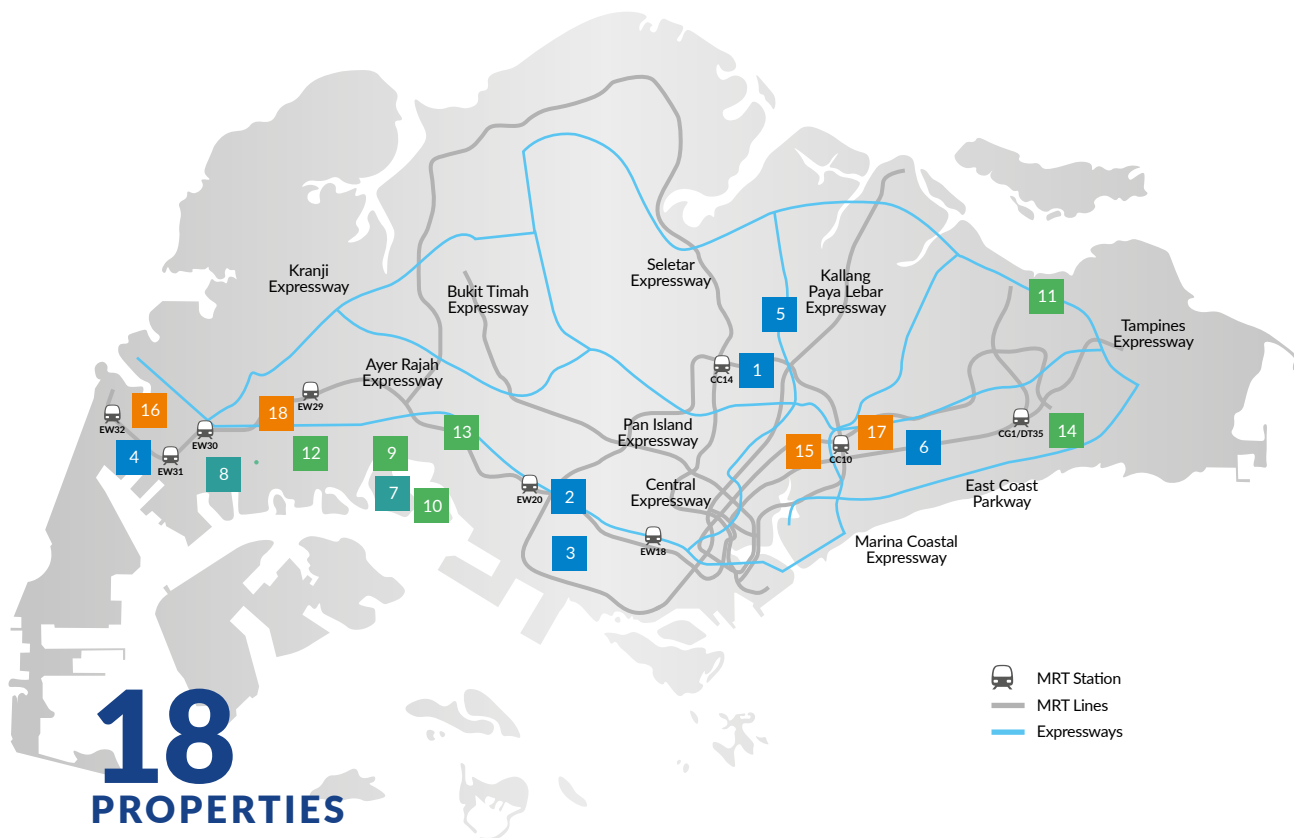 Kranji
Expressway
Bukit Timah
Expressway
Seletar
Expressway
Kallang
Paya Lebar
Expressway
11
5
Tampines
Expressway
Ayer Rajah
Expressway
1
CC14
EW29
16
18
EW32
EW30
13
Pan Island
Expressway
17
CG1/DT35
14
4
EW31
12
9
15
CC10
6
8
7
10
EW20
2
Central
Expressway
East Coast
Parkway
3
EW18
Marina Coastal
Expressway
MRT Station
MRT Lines
Expressways
18
PROPERTIES